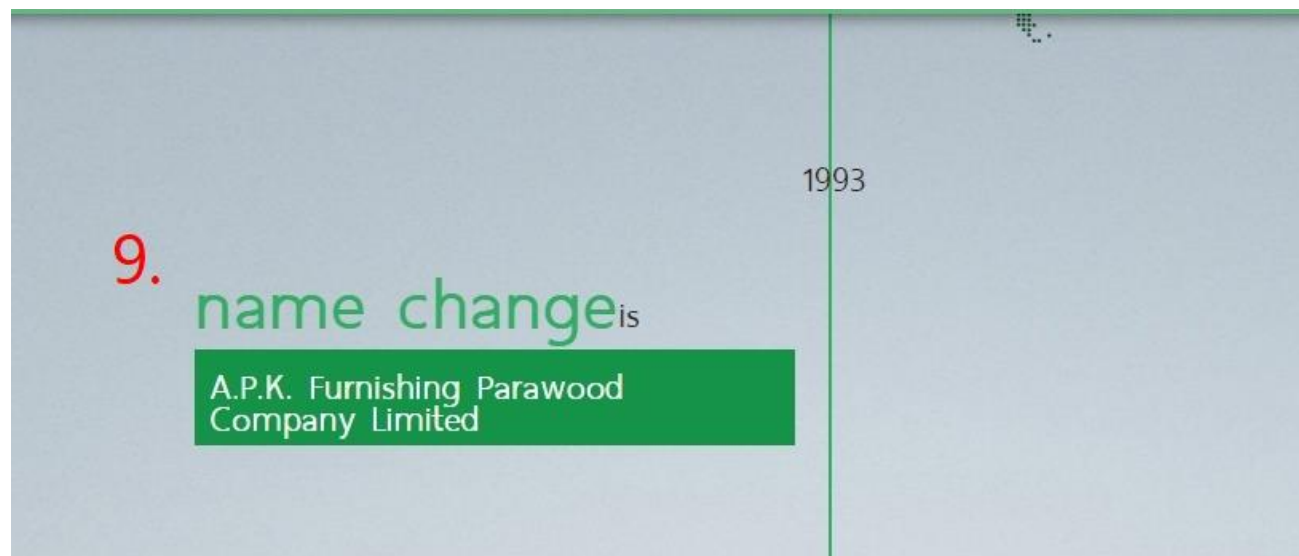 1993
9.
name change is
A.P.K. Furnishing Parawood
Company Limited